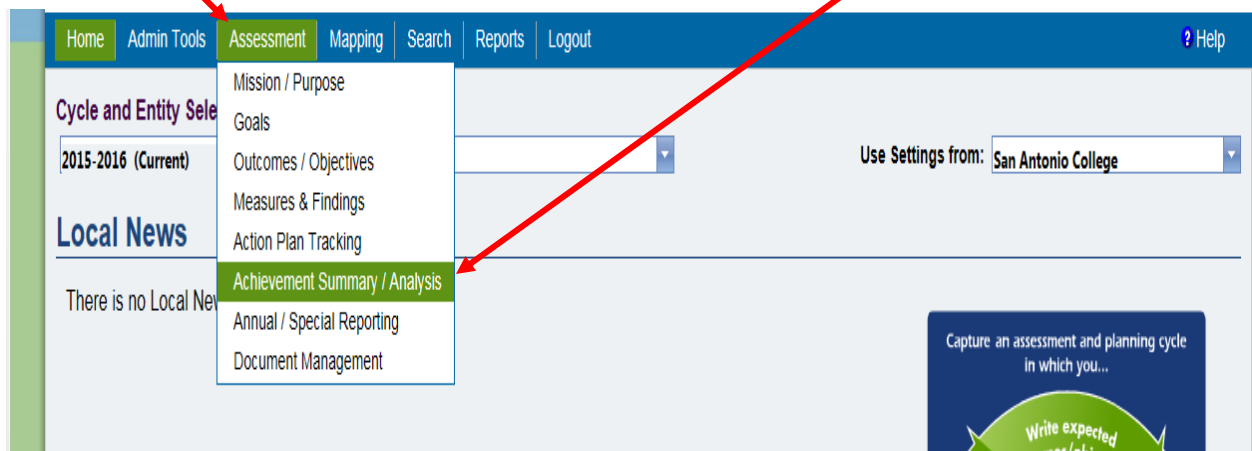 Home Admin Tools Assessment Mapping Search Reports Logout ? Help
Mission / Purpose
Cycle and Entity Sele
Goals
2015-2016 (Current)
Outcomes / Objectives
Use Settings from: San Antonio College
Measures & Findings
Local News
Action Plan Tracking
Achievement Summary / Analysis
There is no Local New
Annual / Special Reporting
Document Management
Capture an assessment and planning cycle
in which you...
Write expected